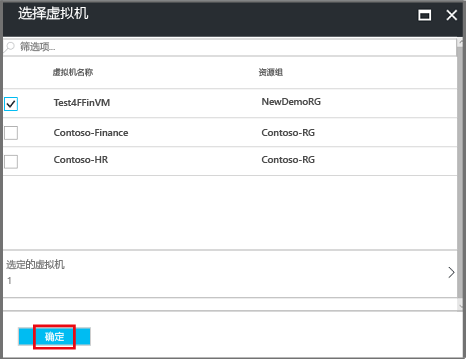 选择虚拟机
筛选项...
虚拟机名称 资源组
Test4FFinVM NewDemoRG
Contoso-Finance Contoso-RG
Contoso-HR Contoso-RG
选定的虚拟机
1
确定